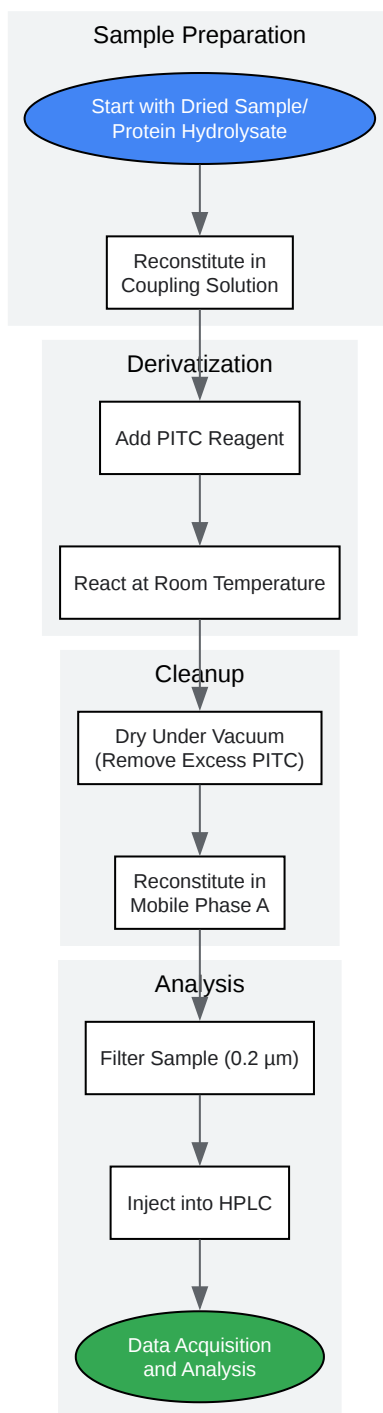 Sample Preparation
Start with Dried Sample/
Protein Hydrolysate
Reconstitute in
Coupling Solution
Derivatization
Add PITC Reagent
React at Room Temperature
Cleanup
Dry Under Vacuum
(Remove Excess PITC)
Reconstitute in
Mobile Phase A
Analysis
Filter Sample (0.2 µm)
Inject into HPLC
Data Acquisition
and Analysis